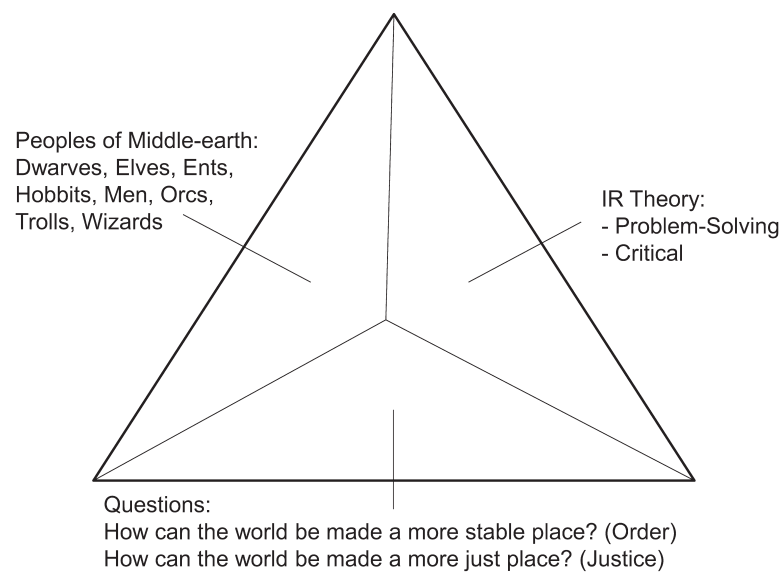 Peoples of Middle-earth:
Dwarves, Elves, Ents,
Hobbits, Men, Orcs,
Trolls, Wizards
IR Theory:
- Problem-Solving
- Critical
Questions:
How can the world be made a more stable place? (Order)
How can the world be made a more just place? (Justice)